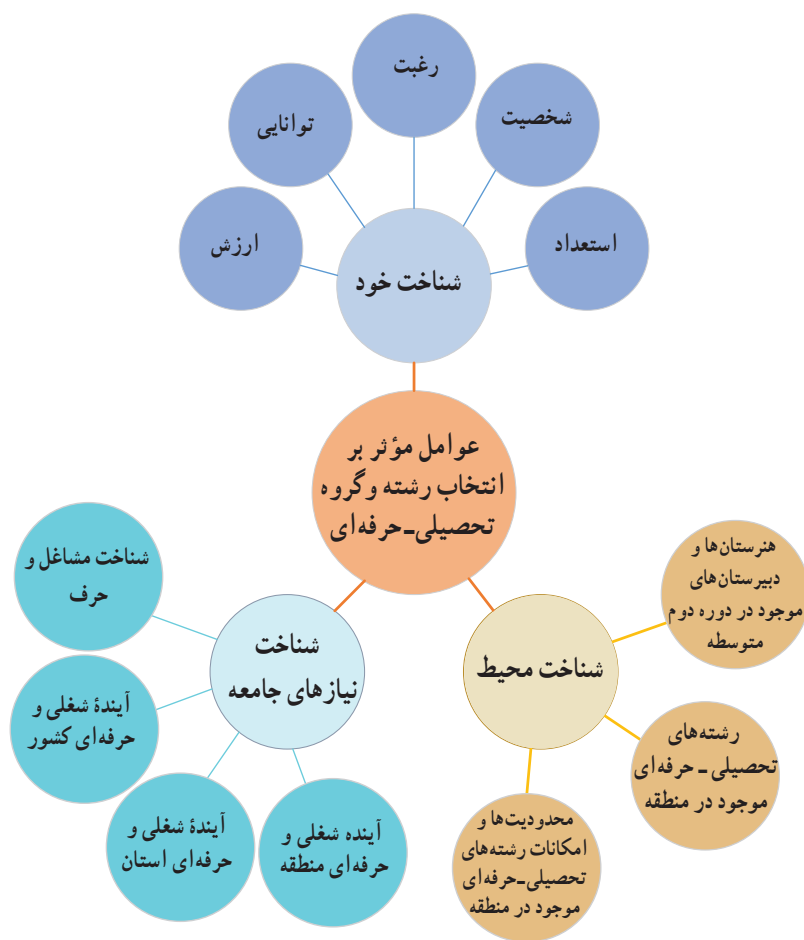 رغبت
توانایی
شخصیت
ارزش
استعداد
شناخت خود
عوامل مؤثر بر
انتخاب رشته وگروه
تحصیلی-حرفه‌ای
شناخت
نیازهای جامعه
شناخت مشاغل و
حرف
آیندۀ شغلی و
حرفه‌ای کشور
آیندۀ شغلی و
حرفه‌ای استان
آینده شغلی و
حرفه‌ای منطقه
شناخت محیط
هنرستان‌ها و
دبیرستان‌های
موجود در دوره دوم
متوسطه
رشته‌های
تحصیلی - حرفه‌ای
موجود در منطقه
محدودیت‌ها و
امکانات رشته‌های
تحصیلی-حرفه‌ای
موجود در منطقه